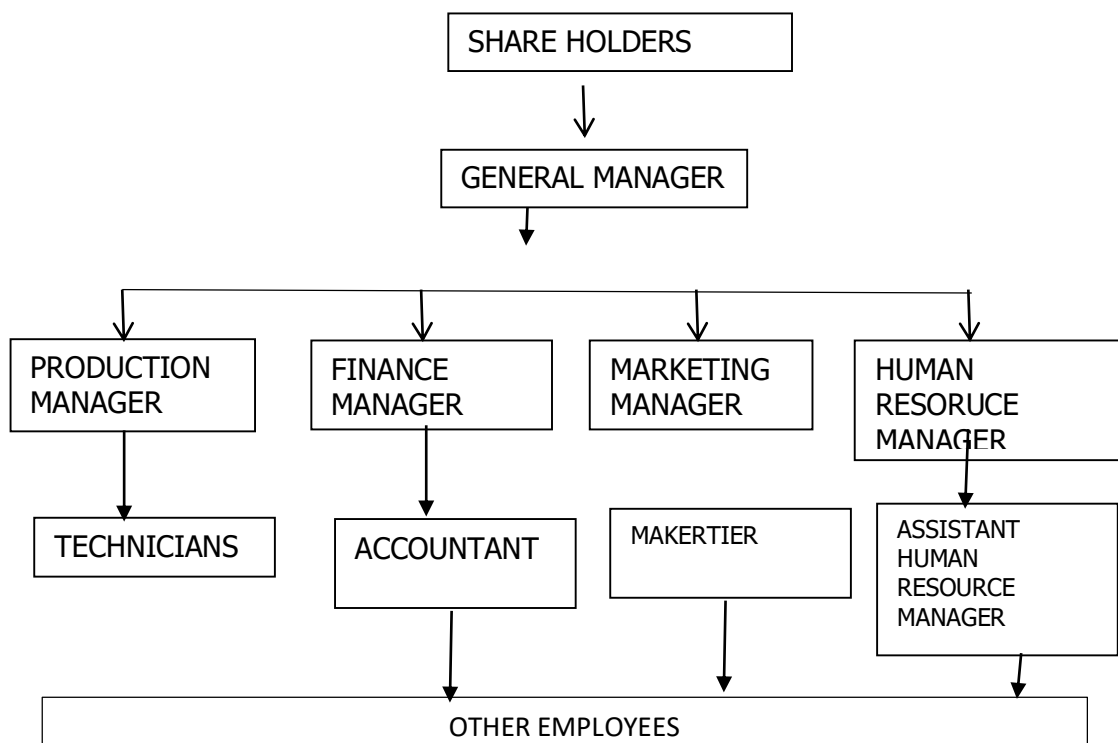 SHARE HOLDERS
GENERAL MANAGER
PRODUCTION
MANAGER
FINANCE
MANAGER
MARKETING
MANAGER
HUMAN
RESORUCE
MANAGER
TECHNICIANS
ACCOUNTANT
MAKERTIER
ASSISTANT
HUMAN
RESOURCE
MANAGER
OTHER EMPLOYEES